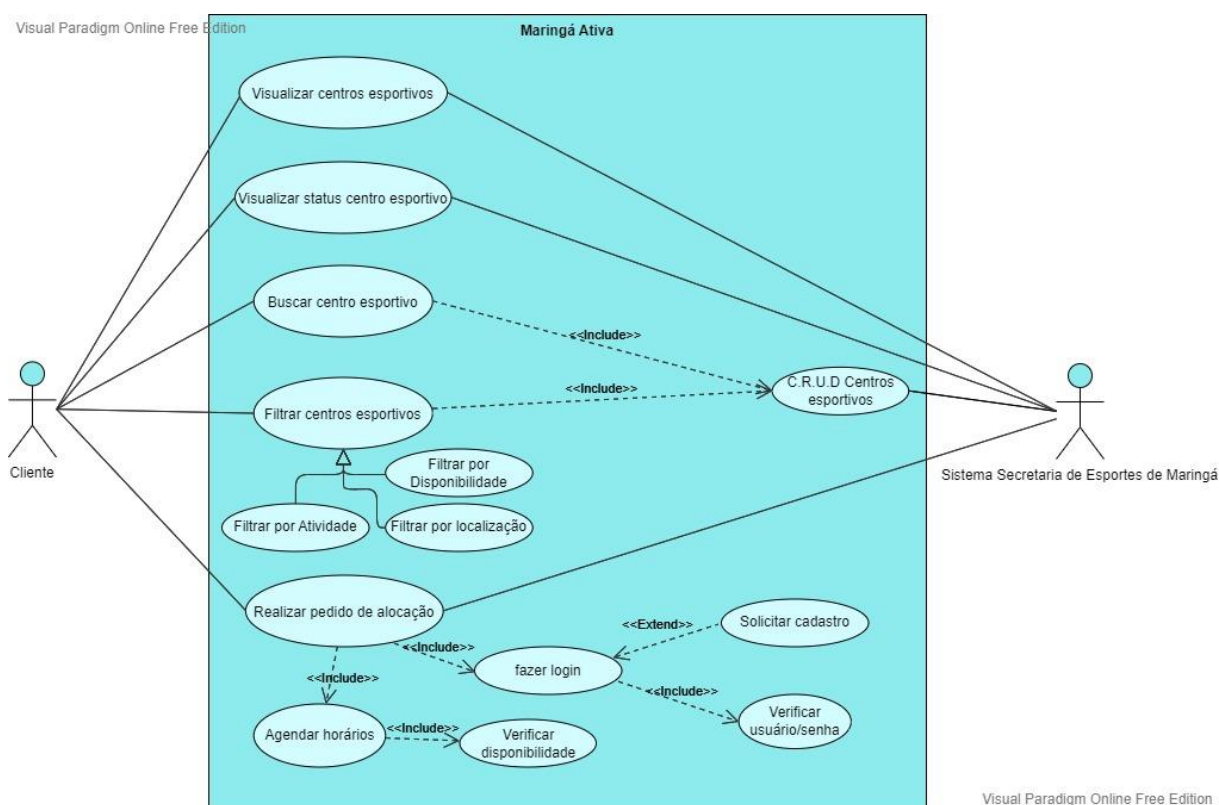 Visual Paradigm Online Free Edition
Maringá Ativa
Visualizar centros esportivos
Visualizar status centro esportivo
Buscar centro esportivo
<<Include>>
<<Include>>
C.R.U.D Centros
esportivos
Filtrar centros esportivos
Cliente
Sistema Secretaria de Esportes de Maringá
Filtrar por
Disponibilidade
Filtrar por Atividade
Filtrar por localização
Realizar pedido de alocação
<<Extend>>
Solicitar cadastro
<<Include>>
fazer login
<<Include>>
<<Include>>
Verificar
usuário/senha
Agendar horários
<<Include>>
Verificar
disponibilidade
Visual Paradigm Online Free Edition